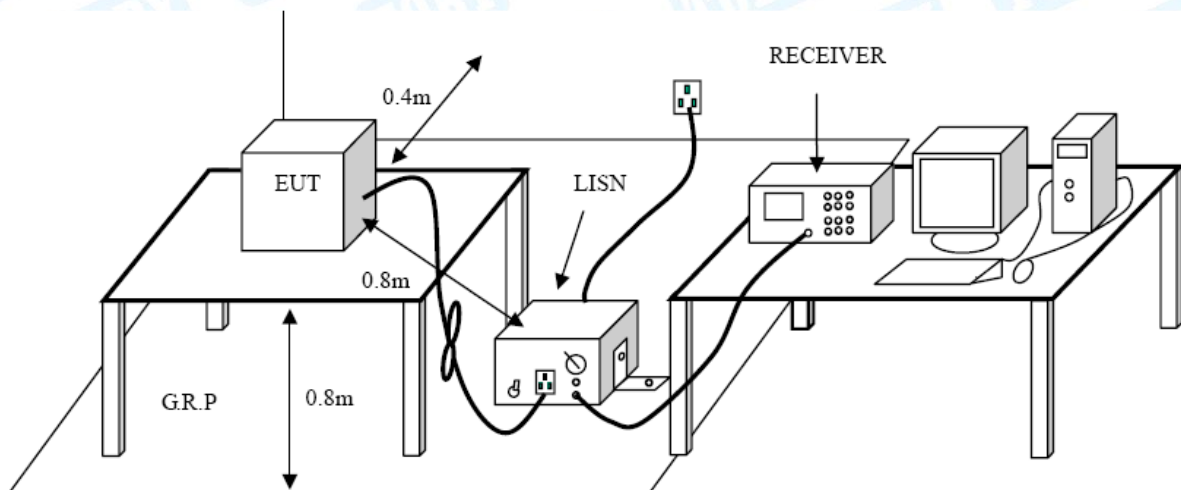 RECEIVER
0.4m
EUT
LISN
0.8m
G.R.P
0.8m